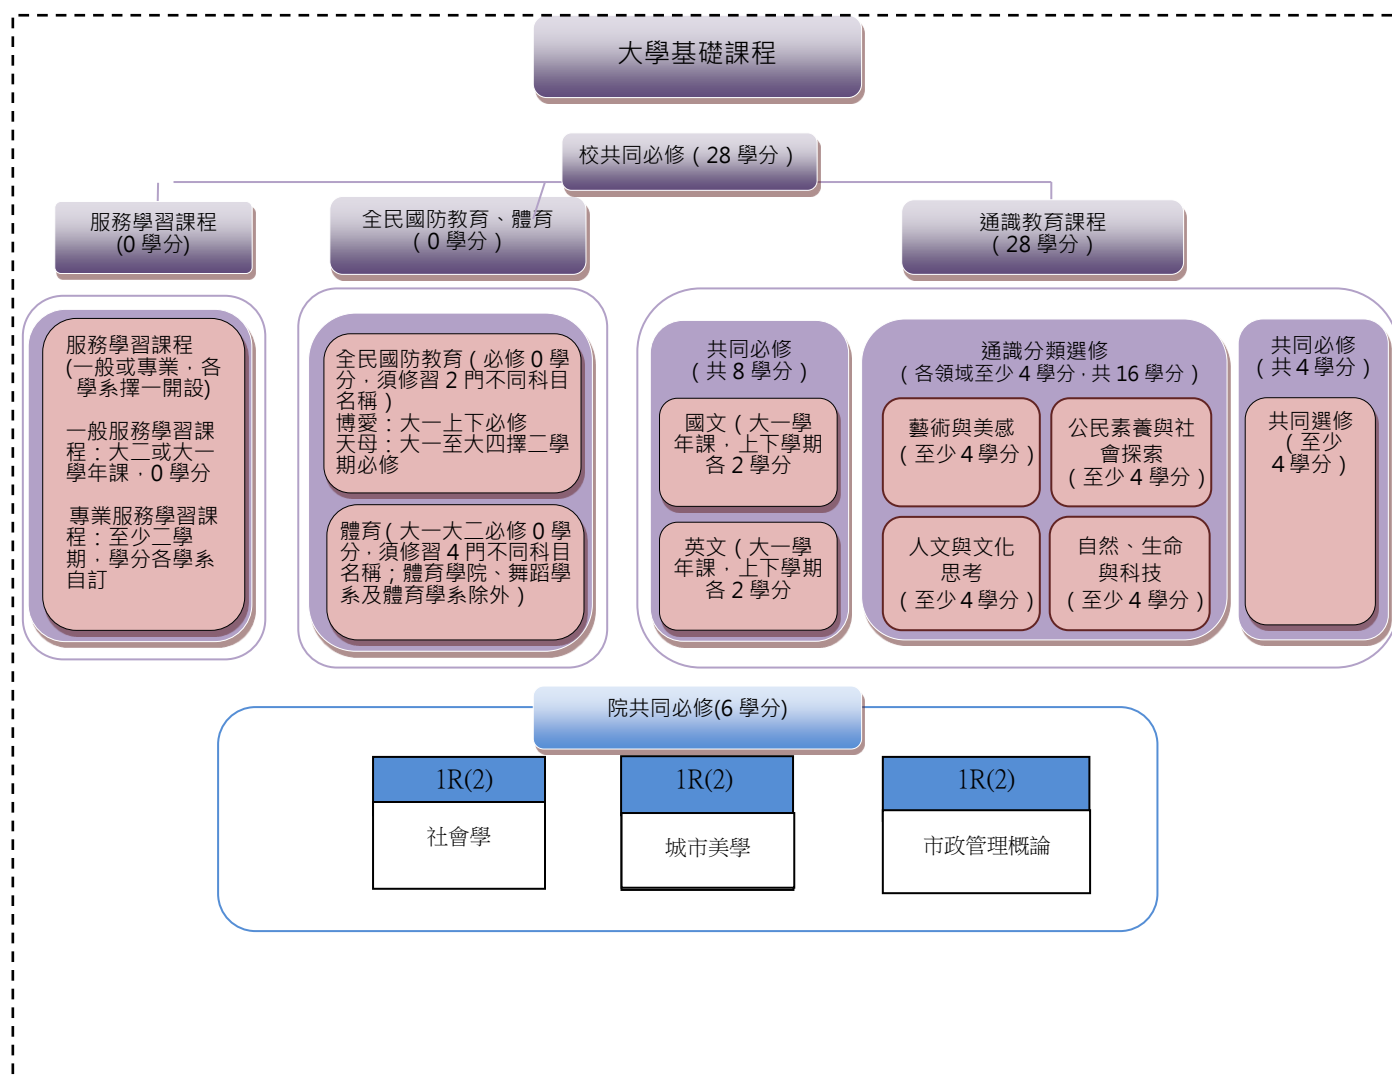 大學基礎課程
校共同必修（28 學分）
服務學習課程
(0 學分)
全民國防教育、體育
（0 學分）
通識教育課程
（28 學分）
服務學習課程
(一般或專業，各
學系擇一開設)
一般服務學習課
程：大二或大一
學年課，0 學分
專業服務學習課
程：至少二學
期，學分各學系
自訂
全民國防教育（必修 0 學
分，須修習 2 門不同科目
名稱）
博愛：大一上下必修
天母：大一至大四擇二學
期必修
體育（大一大二必修 0 學
分，須修習 4 門不同科目
名稱；體育學院、舞蹈學
系及體育學系除外）
共同必修
（共 8 學分）
國文（大一學
年課，上下學期
各 2 學分
英文（大一學
年課，上下學期
各 2 學分
通識分類選修
（各領域至少 4 學分，共 16 學分）
藝術與美感
（至少 4 學分）
公民素養與社
會探索
（至少 4 學分）
人文與文化
思考
（至少 4 學分）
自然、生命
與科技
（至少 4 學分）
共同必修
（共 4 學分）
共同選修
（至少
4 學分）
院共同必修(6 學分)
1R(2)
社會學
1R(2)
城市美學
1R(2)
市政管理概論